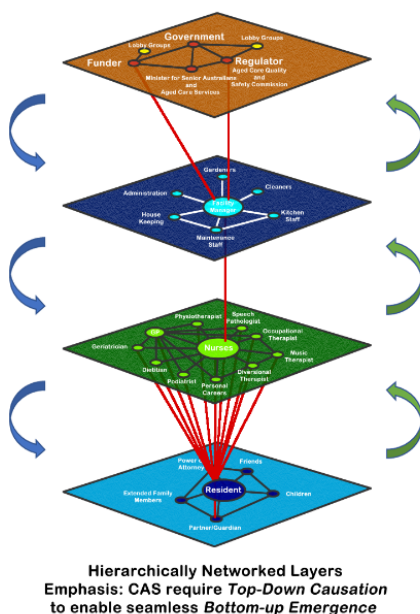 Government
Lobby Groups
Lobby Groups
Funder
Regulator
Minister for Senior Australians
and
Aged Care Services
Aged Care Quality
and
Safety Commission
Gardeners
Administration
Cleaners
Facility
Manager
House
Keeping
Kitchen
Staff
Maintenance
Staff
Physiotherapist
Speech
Pathologist
GP
Occupational
Therapist
Geriatrician
Nurses
Music
Therapist
Dietitian
Diversional
Therapist
Podiatrist
Personal
Carers
Power
Attorney
Friends
Resident
Extended Family
Members
Children
Partner/Guardian
Hierarchically Networked Layers
Emphasis: CAS require Top-Down Causation
to enable seamless Bottom-up Emergence